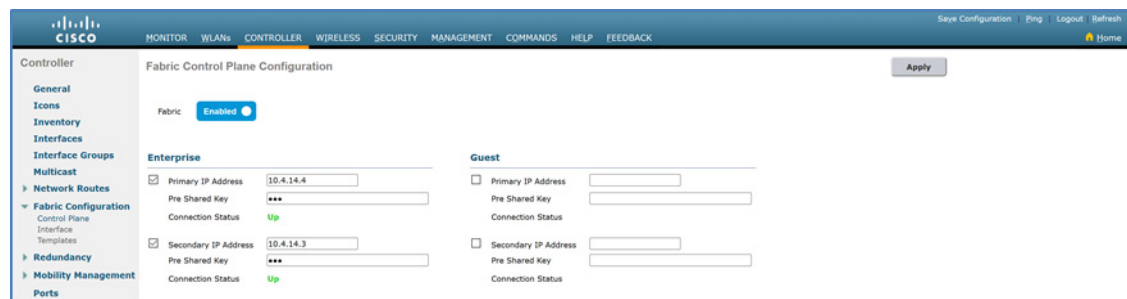 Save Configuration | Ping | Logout | Refresh
CISCO
MONITOR WLANs CONTROLLER WIRELESS SECURITY MANAGEMENT COMMANDS HELP FEEDBACK
Home
Controller
General
Icons
Inventory
Interfaces
Interface Groups
Multicast
Network Routes
Fabric Configuration
Control Plane
Interface
Templates
Redundancy
Mobility Management
Ports
Fabric Control Plane Configuration
Apply
Fabric Enabled
Enterprise
Primary IP Address 10.4.14.4
Pre Shared Key •••
Connection Status Up
Secondary IP Address 10.4.14.3
Pre Shared Key •••
Connection Status Up
Guest
Primary IP Address
Pre Shared Key
Connection Status
Secondary IP Address
Pre Shared Key
Connection Status